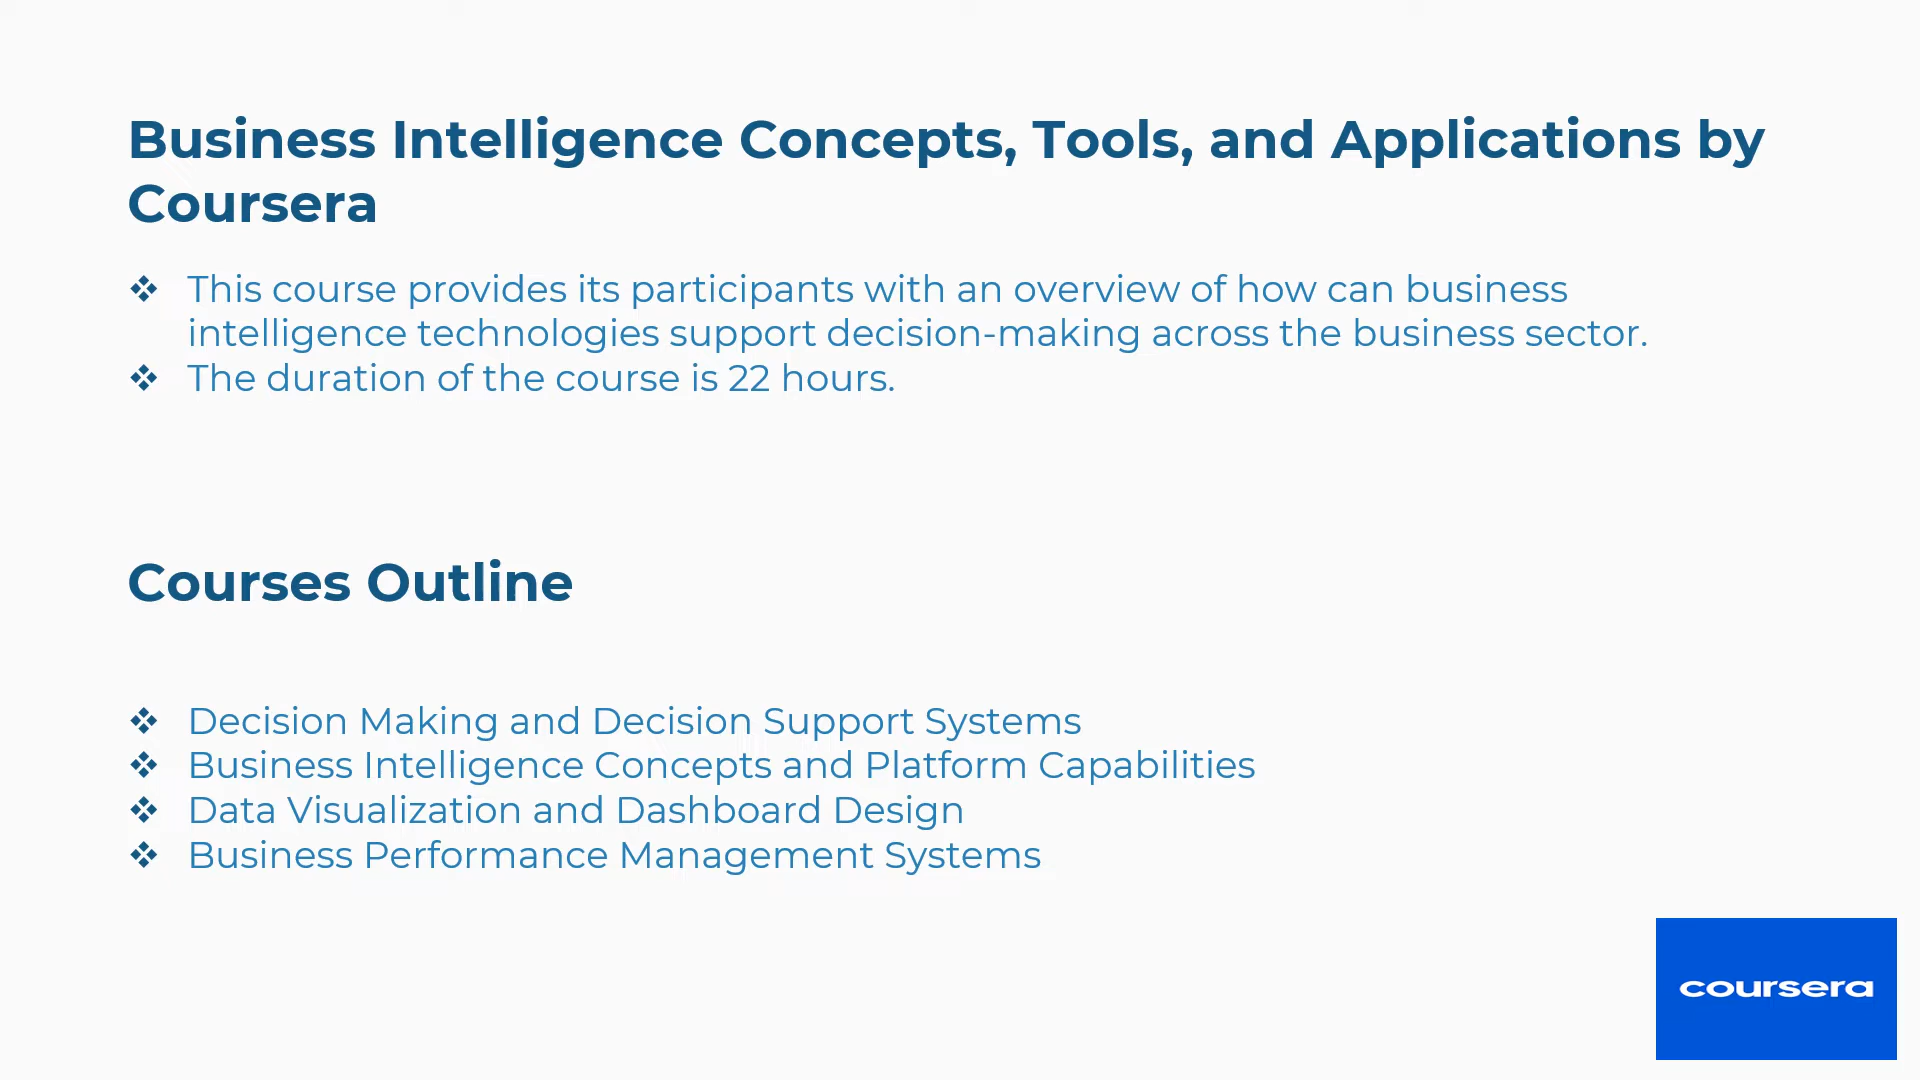 Business Intelligence Concepts, Tools, and Applications by
Coursera
❖ This course provides its participants with an overview of how can business
intelligence technologies support decision-making across the business sector.
❖ The duration of the course is 22 hours.
Courses Outline
❖ Decision Making and Decision Support Systems
❖ Business Intelligence Concepts and Platform Capabilities
❖ Data Visualization and Dashboard Design
❖ Business Performance Management Systems
coursera